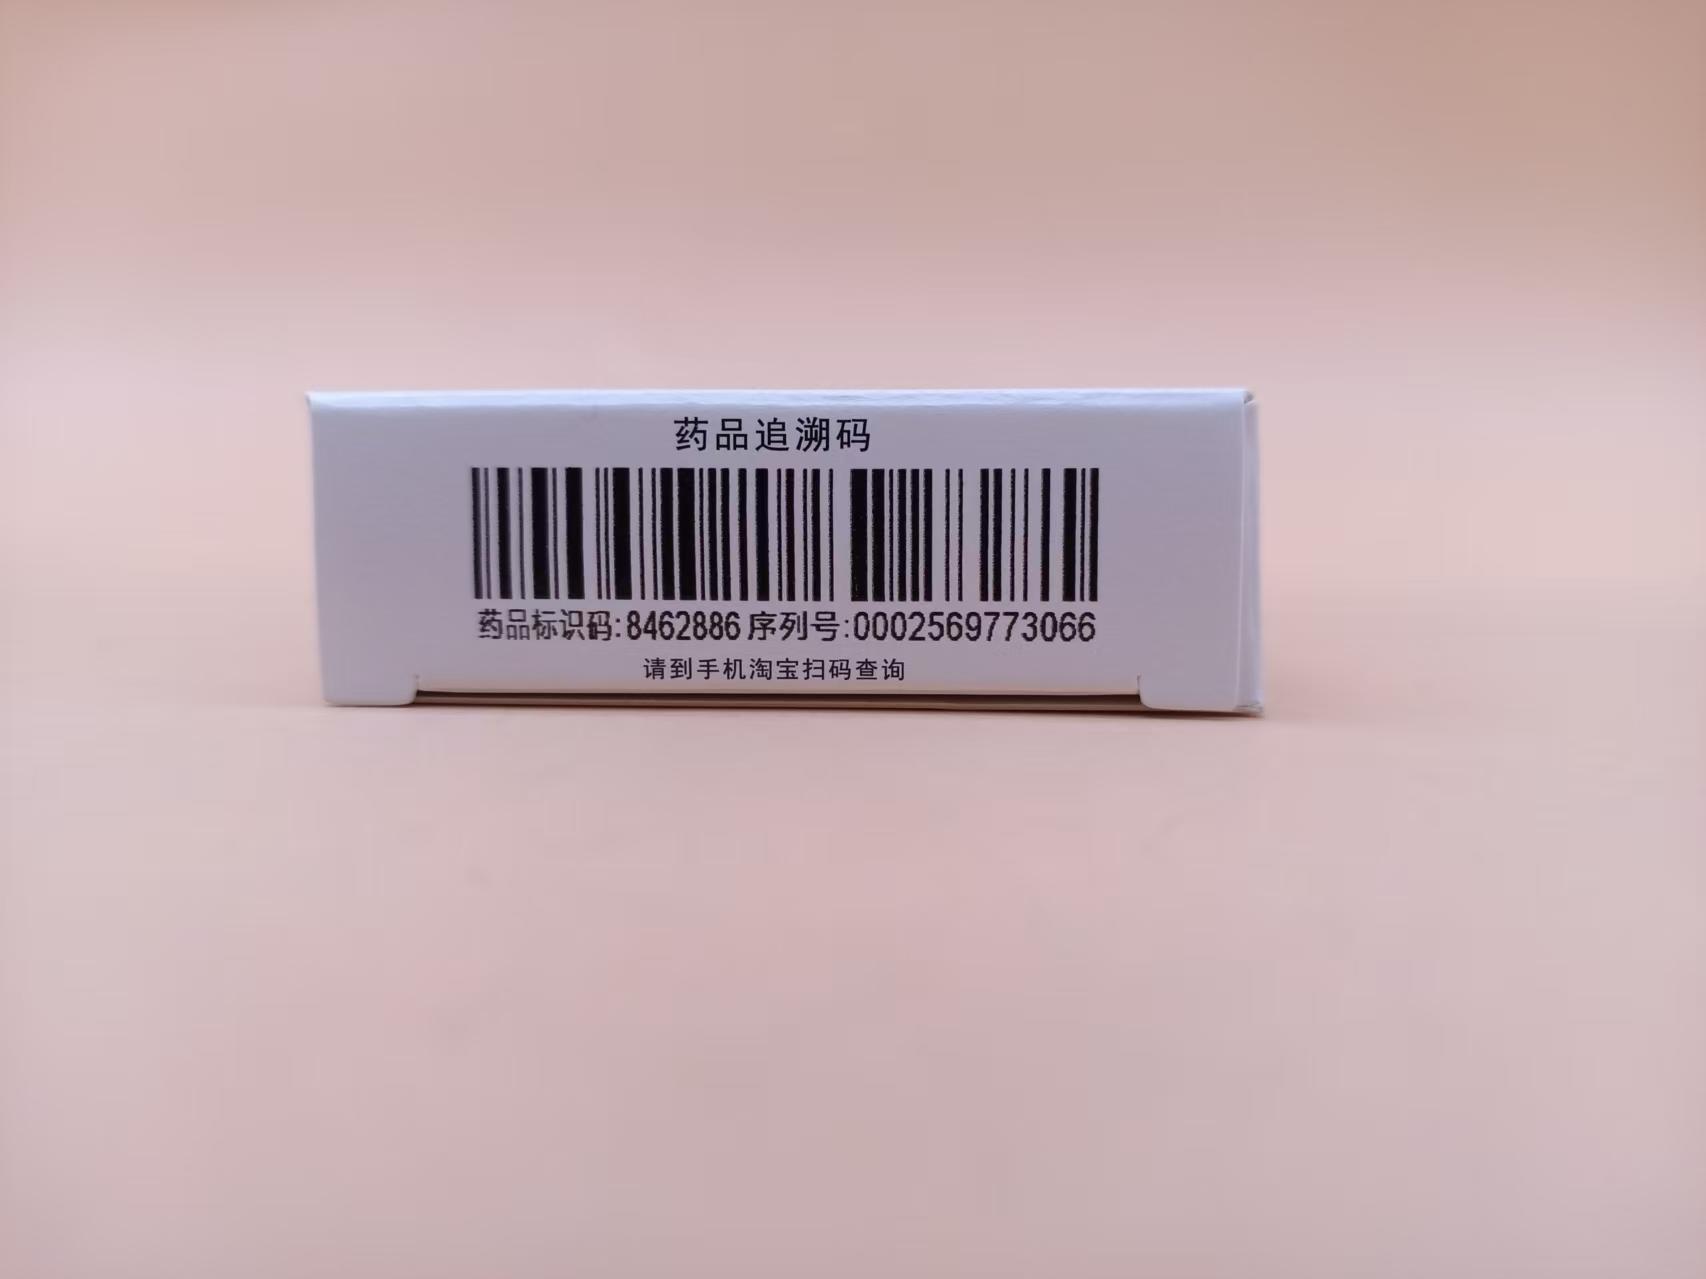 药品追溯码
药品标识码:8462886 序列号:0002569773066
请到手机淘宝扫码查询